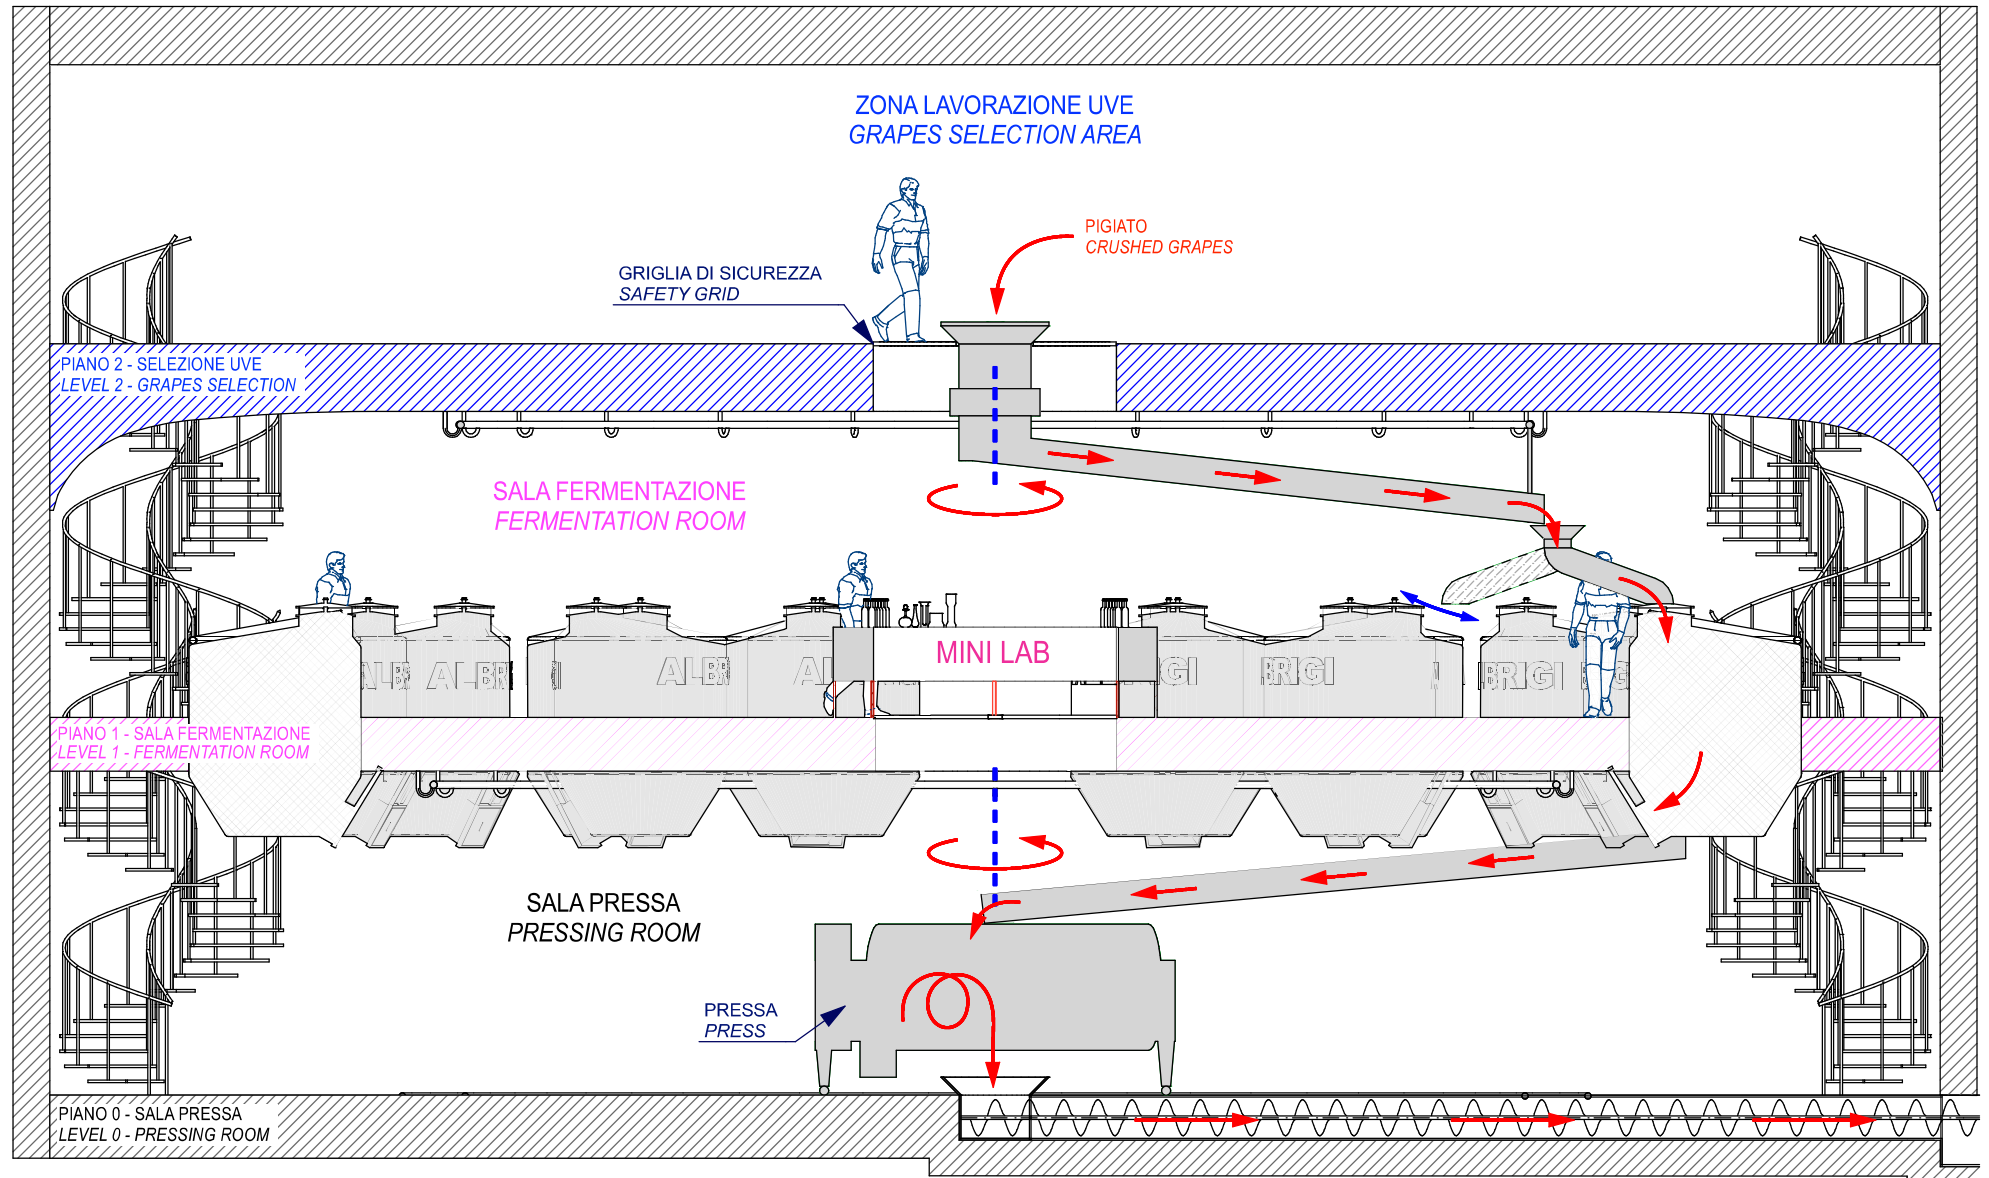 ZONA LAVORAZIONE UVE
GRAPES SELECTION AREA
PIGIATO
CRUSHED GRAPES
GRIGLIA DI SICUREZZA
SAFETY GRID
PIANO 2 - SELEZIONE UVE
LEVEL 2 - GRAPES SELECTION
SALA FERMENTAZIONE
FERMENTATION ROOM
MINI LAB
ALBRIGI
PIANO 1 - SALA FERMENTAZIONE
LEVEL 1 - FERMENTATION ROOM
SALA PRESSA
PRESSING ROOM
PRESSA
PRESS
PIANO 0 - SALA PRESSA
LEVEL 0 - PRESSING ROOM